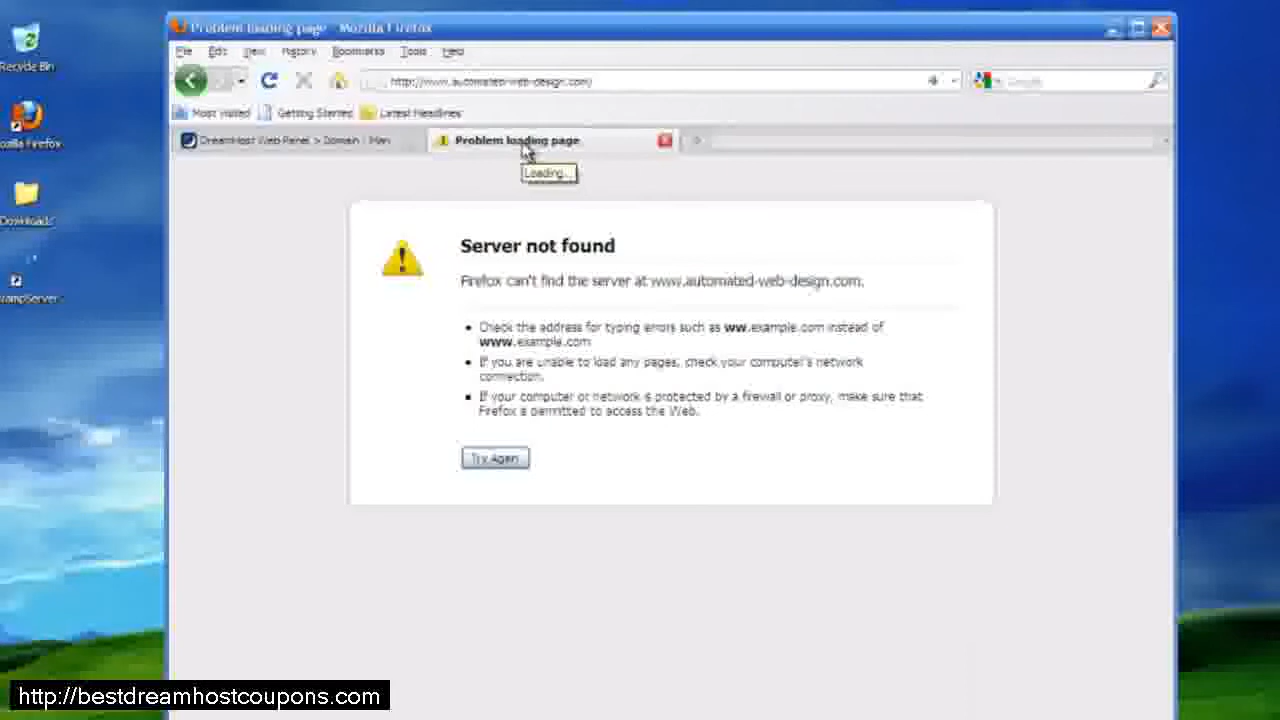 Problem loading page - Mozilla Firefox
File Edit View History Bookmarks Tools Help
http://www.automated-web-design.com/
Google
Most Visited Getting Started Latest Headlines
DreamHost Web Panel > Domain | Man
Problem loading page
Loading...
Recycle Bin
Mozilla Firefox
Downloads
WampServer
Server not found
Firefox can't find the server at www.automated-web-design.com.
Check the address for typing errors such as ww.example.com instead of
www.example.com
If you are unable to load any pages, check your computer's network
connection.
If your computer or network is protected by a firewall or proxy, make sure that
Firefox is permitted to access the Web.
Try Again
http://bestdreamhostcoupons.com